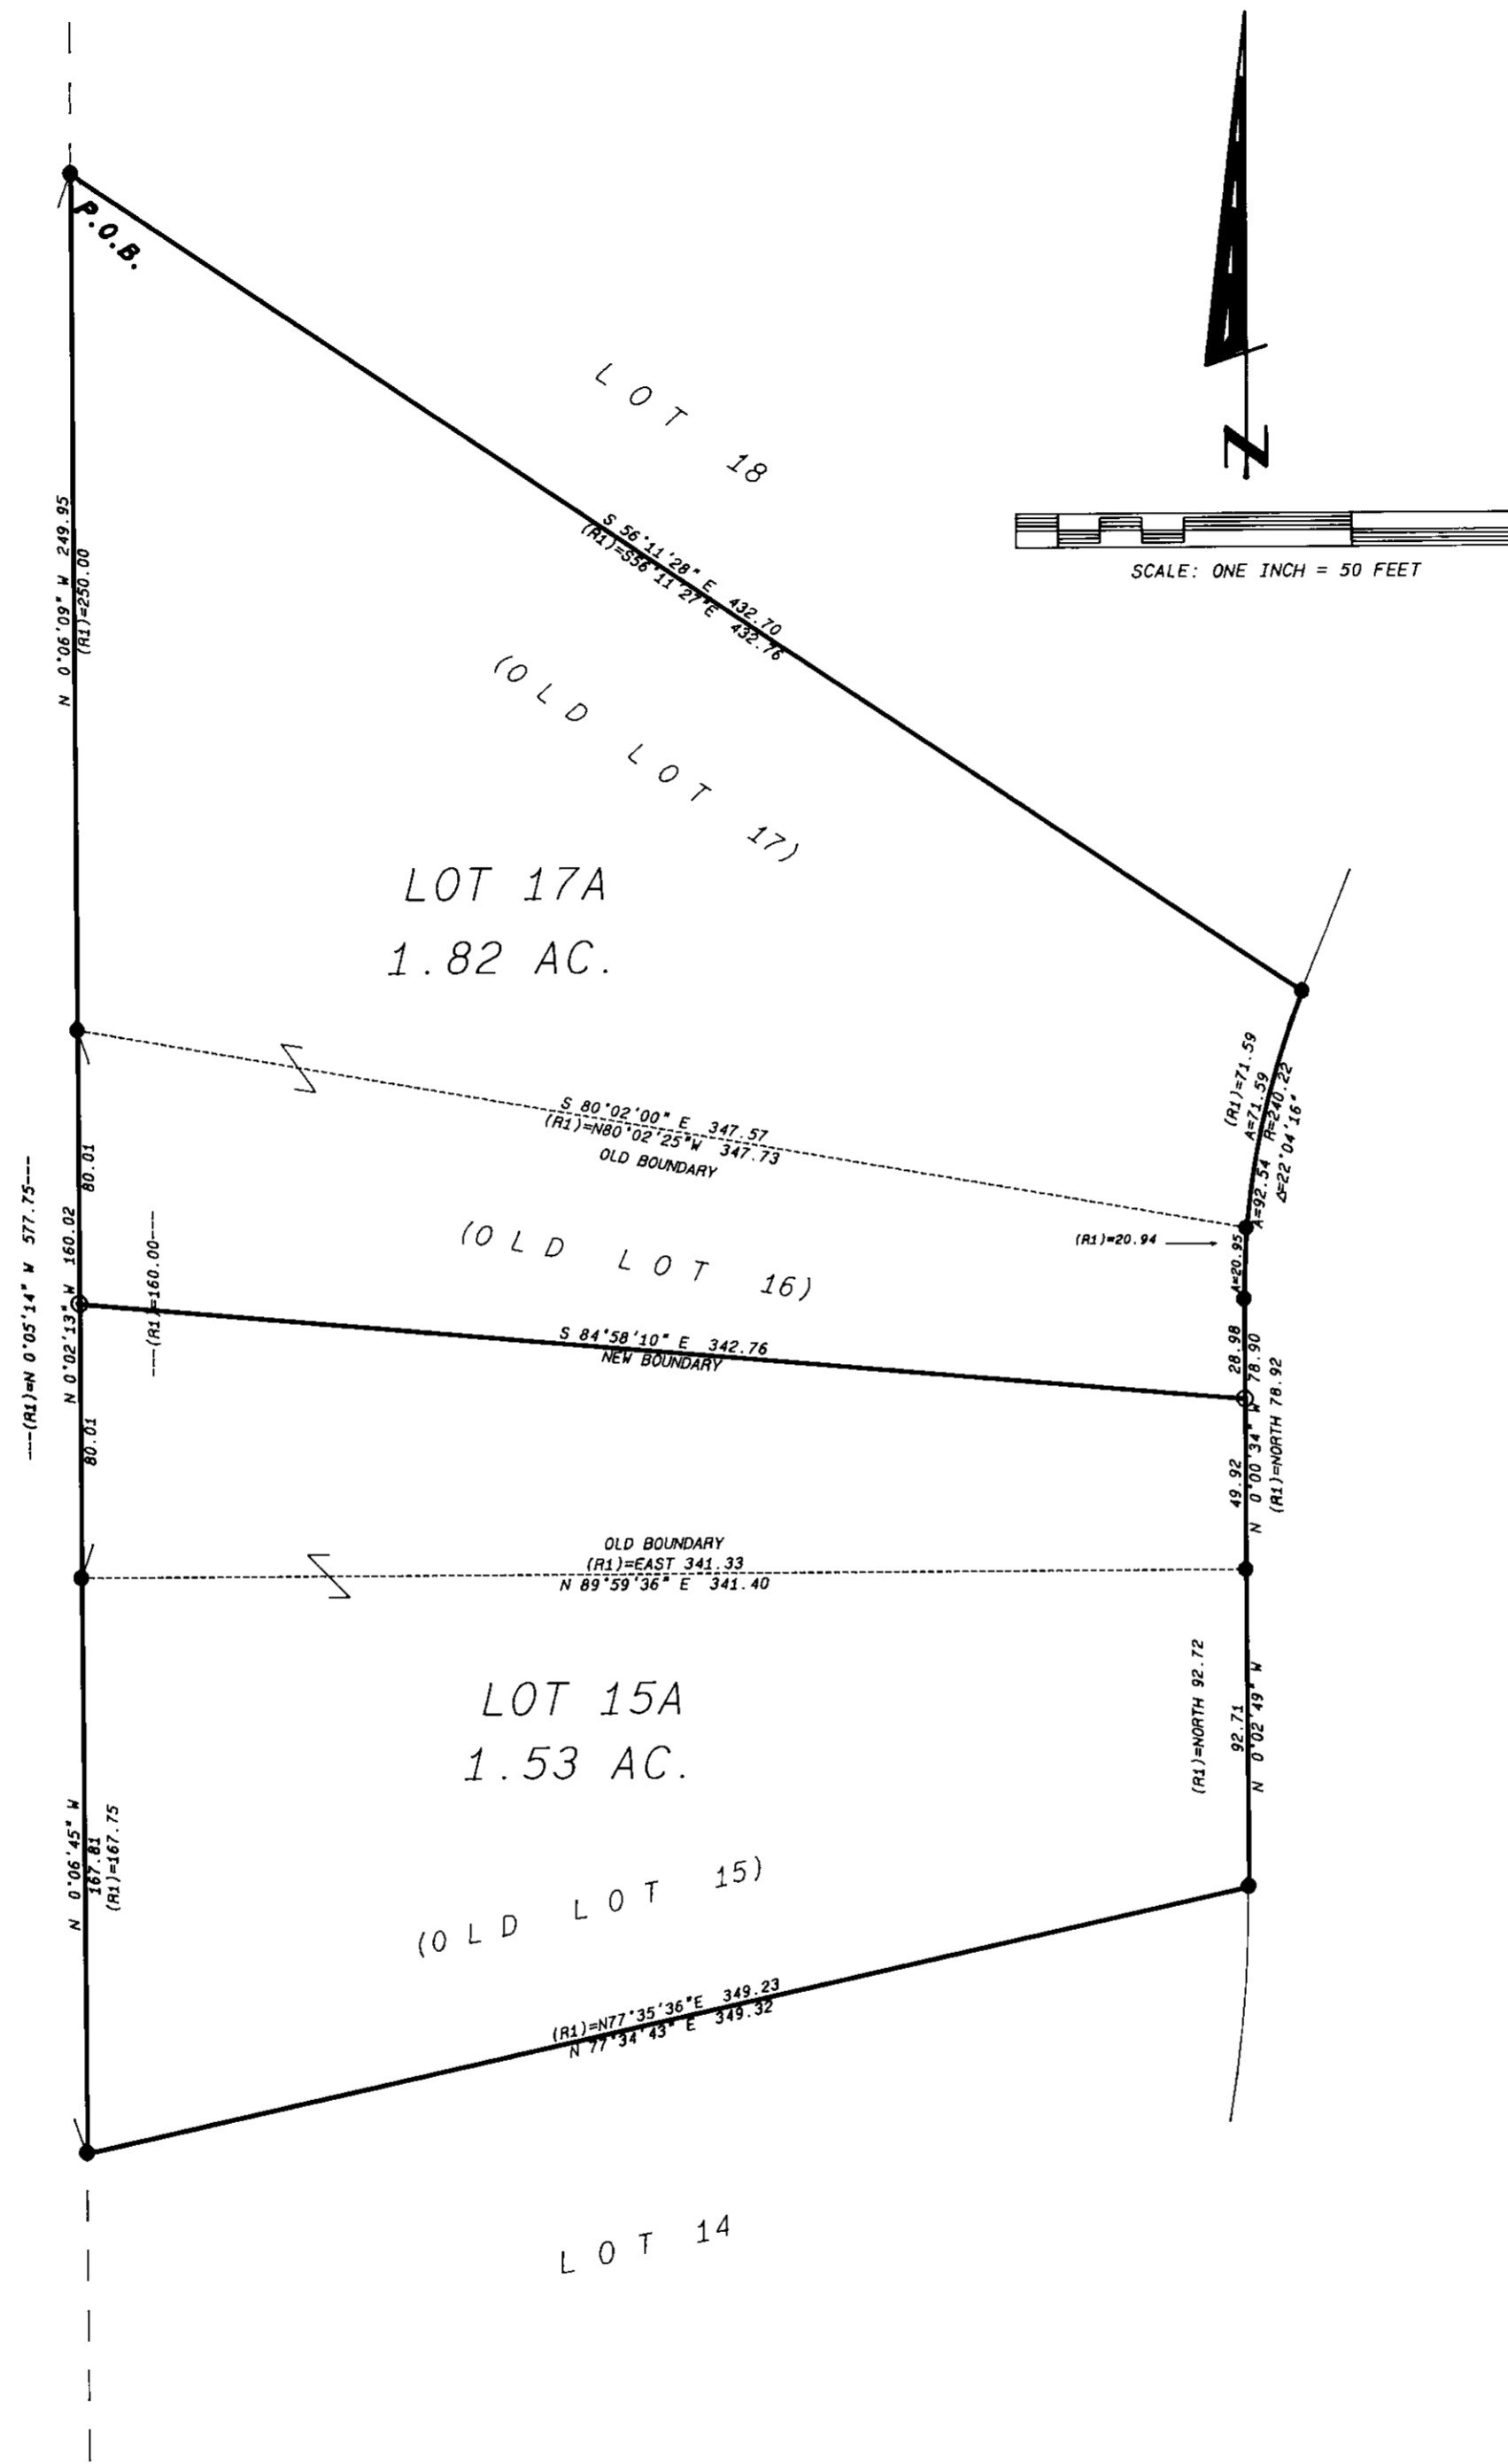 P.O.B.
LOT 18
N
SCALE: ONE INCH = 50 FEET
N 0°06'09" W 249.95
(R1)=250.00
S 56°11'28" E 432.70
(R1)=S56°11'27"E 432.76
(OLD LOT 17)
LOT 17A
1.82 AC.
(R1)=71.59
A=71.59
R=240.22
A=92.54
Δ=22°04'16"
S 80°02'00" E 347.57
(R1)=N80°02'25"W 347.73
OLD BOUNDARY
80.01
---(R1)=N 0°05'14" W 577.75---
N 0°02'13" W 160.02
---(R1)=160.00---
(OLD LOT 16)
(R1)=20.94
A=20.95
S 84°58'10" E 342.76
NEW BOUNDARY
28.98
N 0°00'34" W 78.90
(R1)=NORTH 78.92
80.01
49.92
OLD BOUNDARY
(R1)=EAST 341.33
N 89°59'36" E 341.40
LOT 15A
1.53 AC.
(R1)=NORTH 92.72
92.71
N 0°02'49" W
N 0°06'45" W
167.81
(R1)=167.75
(OLD LOT 15)
(R1)=N77°35'36"E 349.23
N 77°34'43" E 349.32
LOT 14